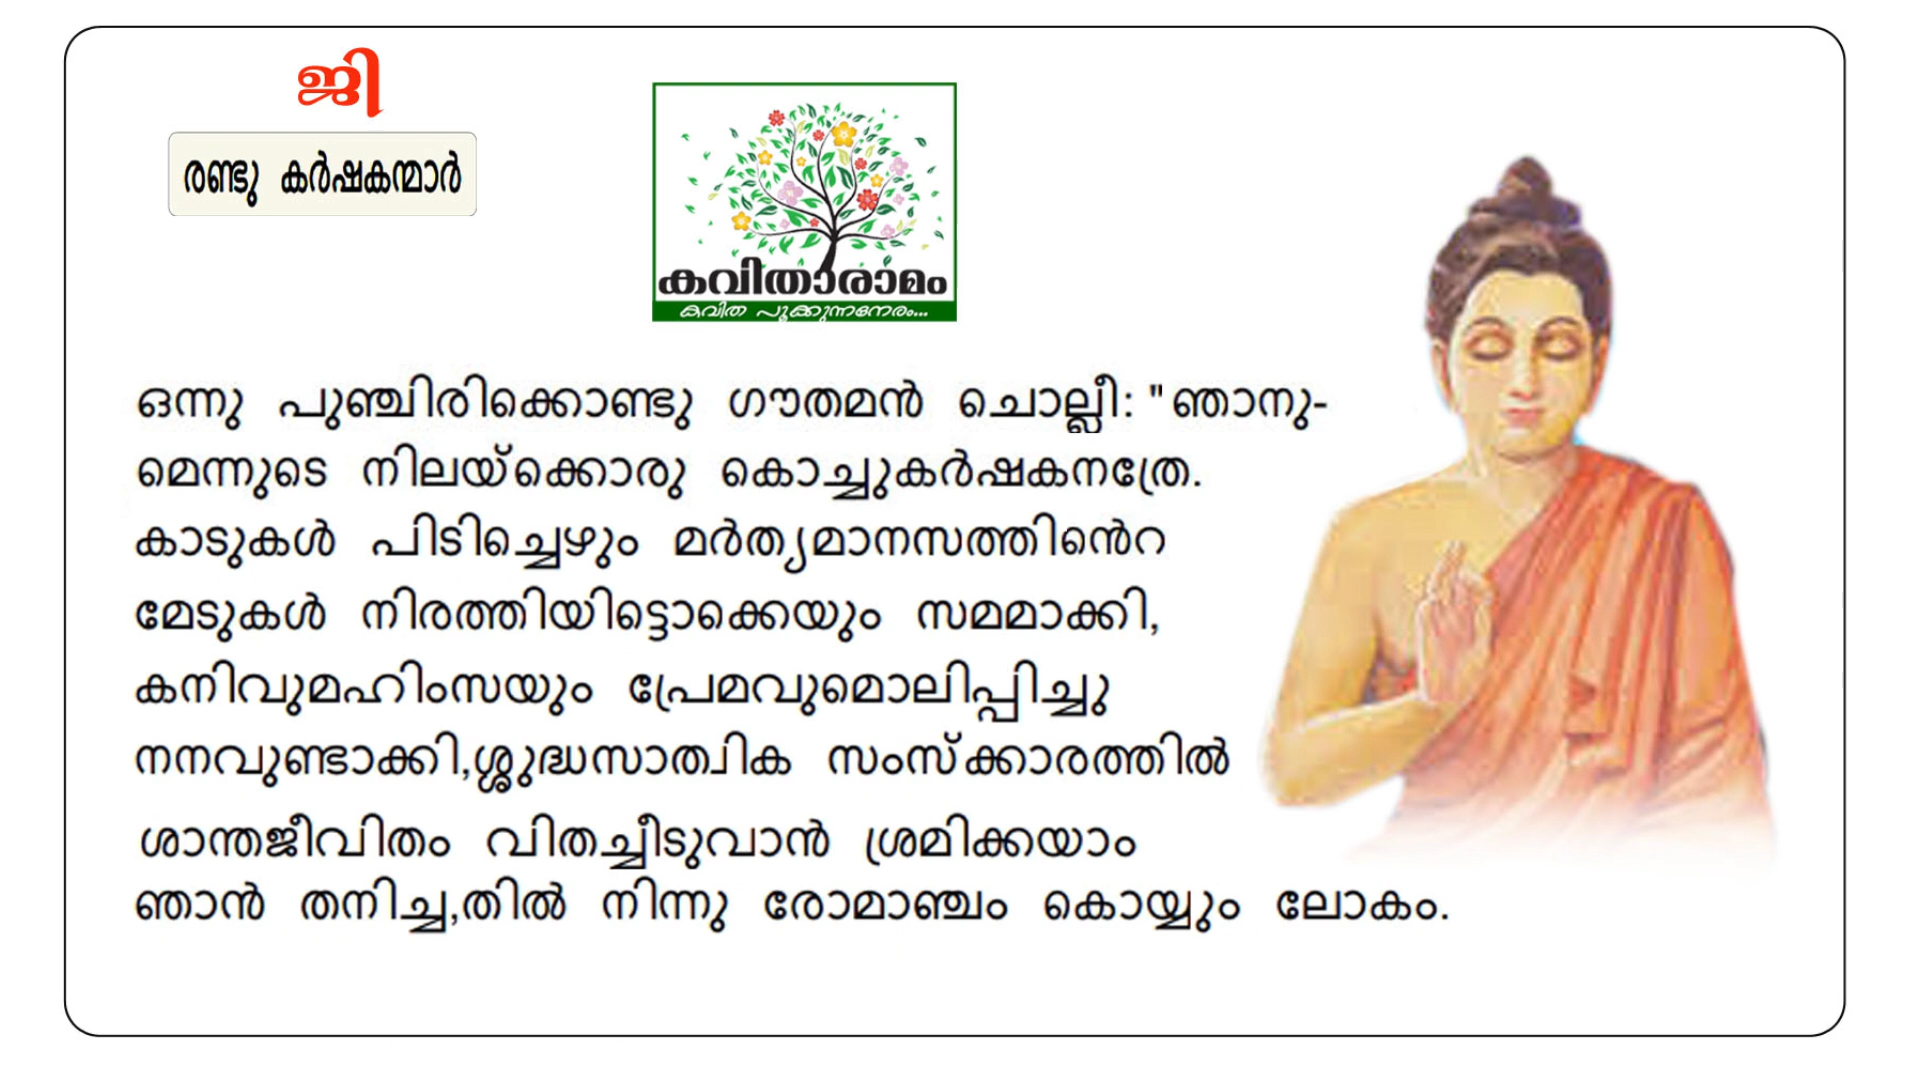 ജി
രണ്ടു കർഷകന്മാർ
കവിതാരാമം
കവിത പൂക്കുന്നനേരം...
ഒന്നു പുഞ്ചിരിക്കൊണ്ടു ഗൗതമൻ ചൊല്ലീ: "ഞാനു-
മെന്നുടെ നിലയ്ക്കൊരു കൊച്ചുകർഷകനത്രേ.
കാടുകൾ പിടിച്ചെഴും മർത്യമാനസത്തിൻെറ
മേടുകൾ നിരത്തിയിട്ടൊക്കെയും സമമാക്കി,
കനിവുമഹിംസയും പ്രേമവുമൊലിപ്പിച്ചു
നനവുണ്ടാക്കി,ശ്ശുദ്ധസാത്വിക സംസ്ക്കാരത്തിൽ
ശാന്തജീവിതം വിതച്ചീടുവാൻ ശ്രമിക്കയാം
ഞാൻ തനിച്ച,തിൽ നിന്നു രോമാഞ്ചം കൊയ്യും ലോകം.